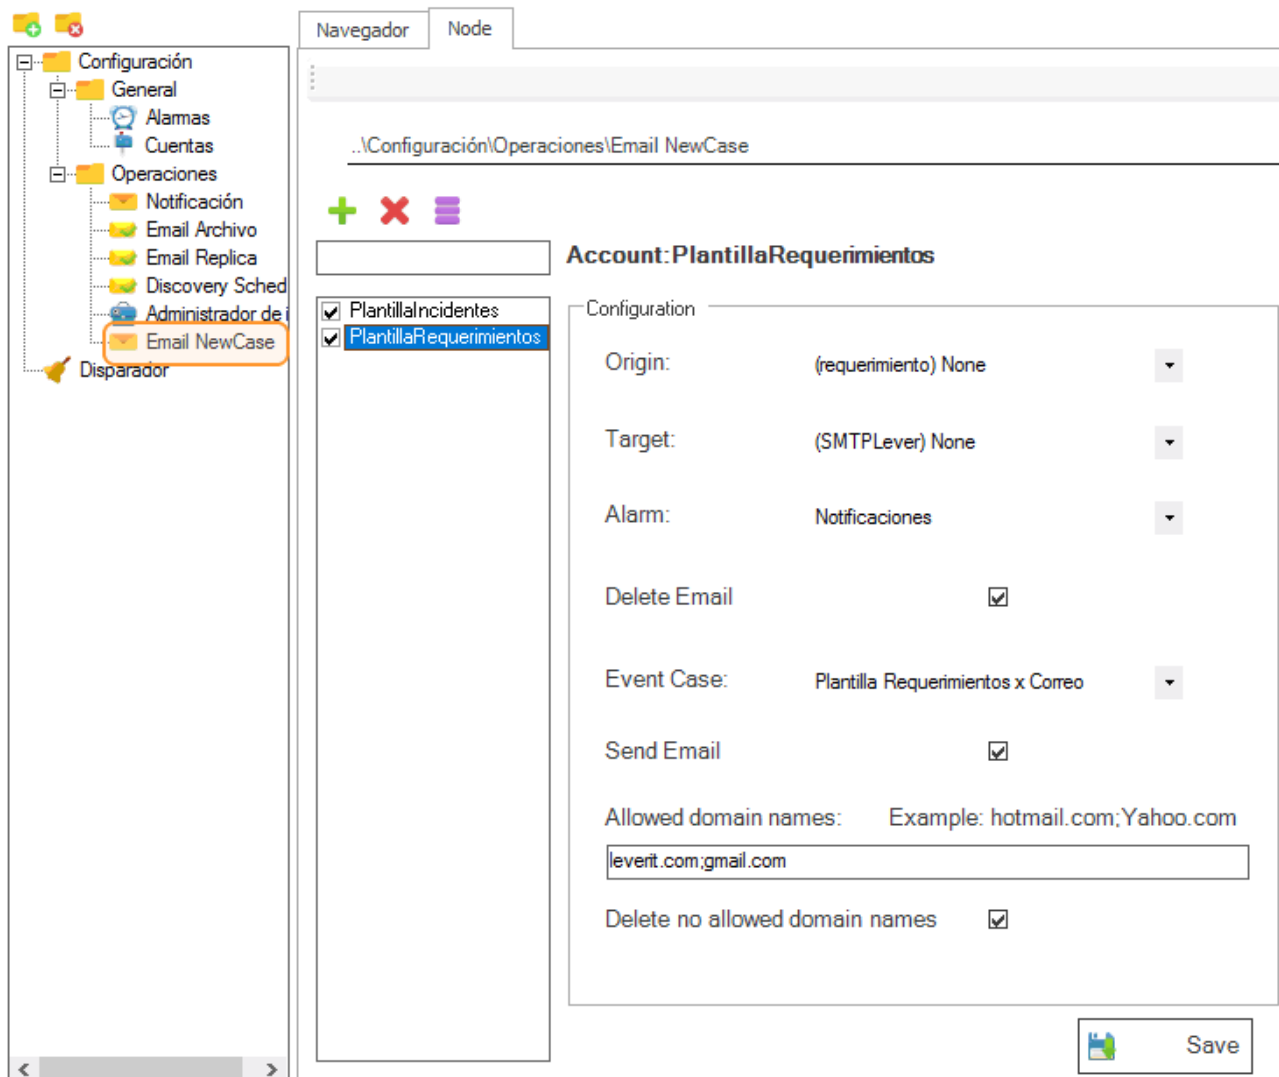 Navegador
Node
Configuración
General
Alarmas
Cuentas
Operaciones
Notificación
Email Archivo
Email Replica
Discovery Sched
Administrador de i
Email NewCase
Disparador
..\Configuración\Operaciones\Email NewCase
Account:PlantillaRequerimientos
PlantillaIncidentes
PlantillaRequerimientos
Configuration
Origin: (requerimiento) None
Target: (SMTPLever) None
Alarm: Notificaciones
Delete Email
Event Case: Plantilla Requerimientos x Correo
Send Email
Allowed domain names: Example: hotmail.com;Yahoo.com
leverit.com;gmail.com
Delete no allowed domain names
Save